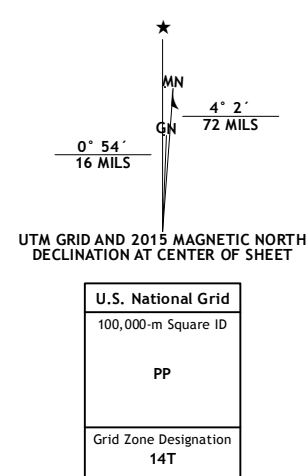 ★
MN
4° 2´
72 MILS
GN
0° 54´
16 MILS
UTM GRID AND 2015 MAGNETIC NORTH
DECLINATION AT CENTER OF SHEET
U.S. National Grid
100,000-m Square ID
PP
Grid Zone Designation
14T